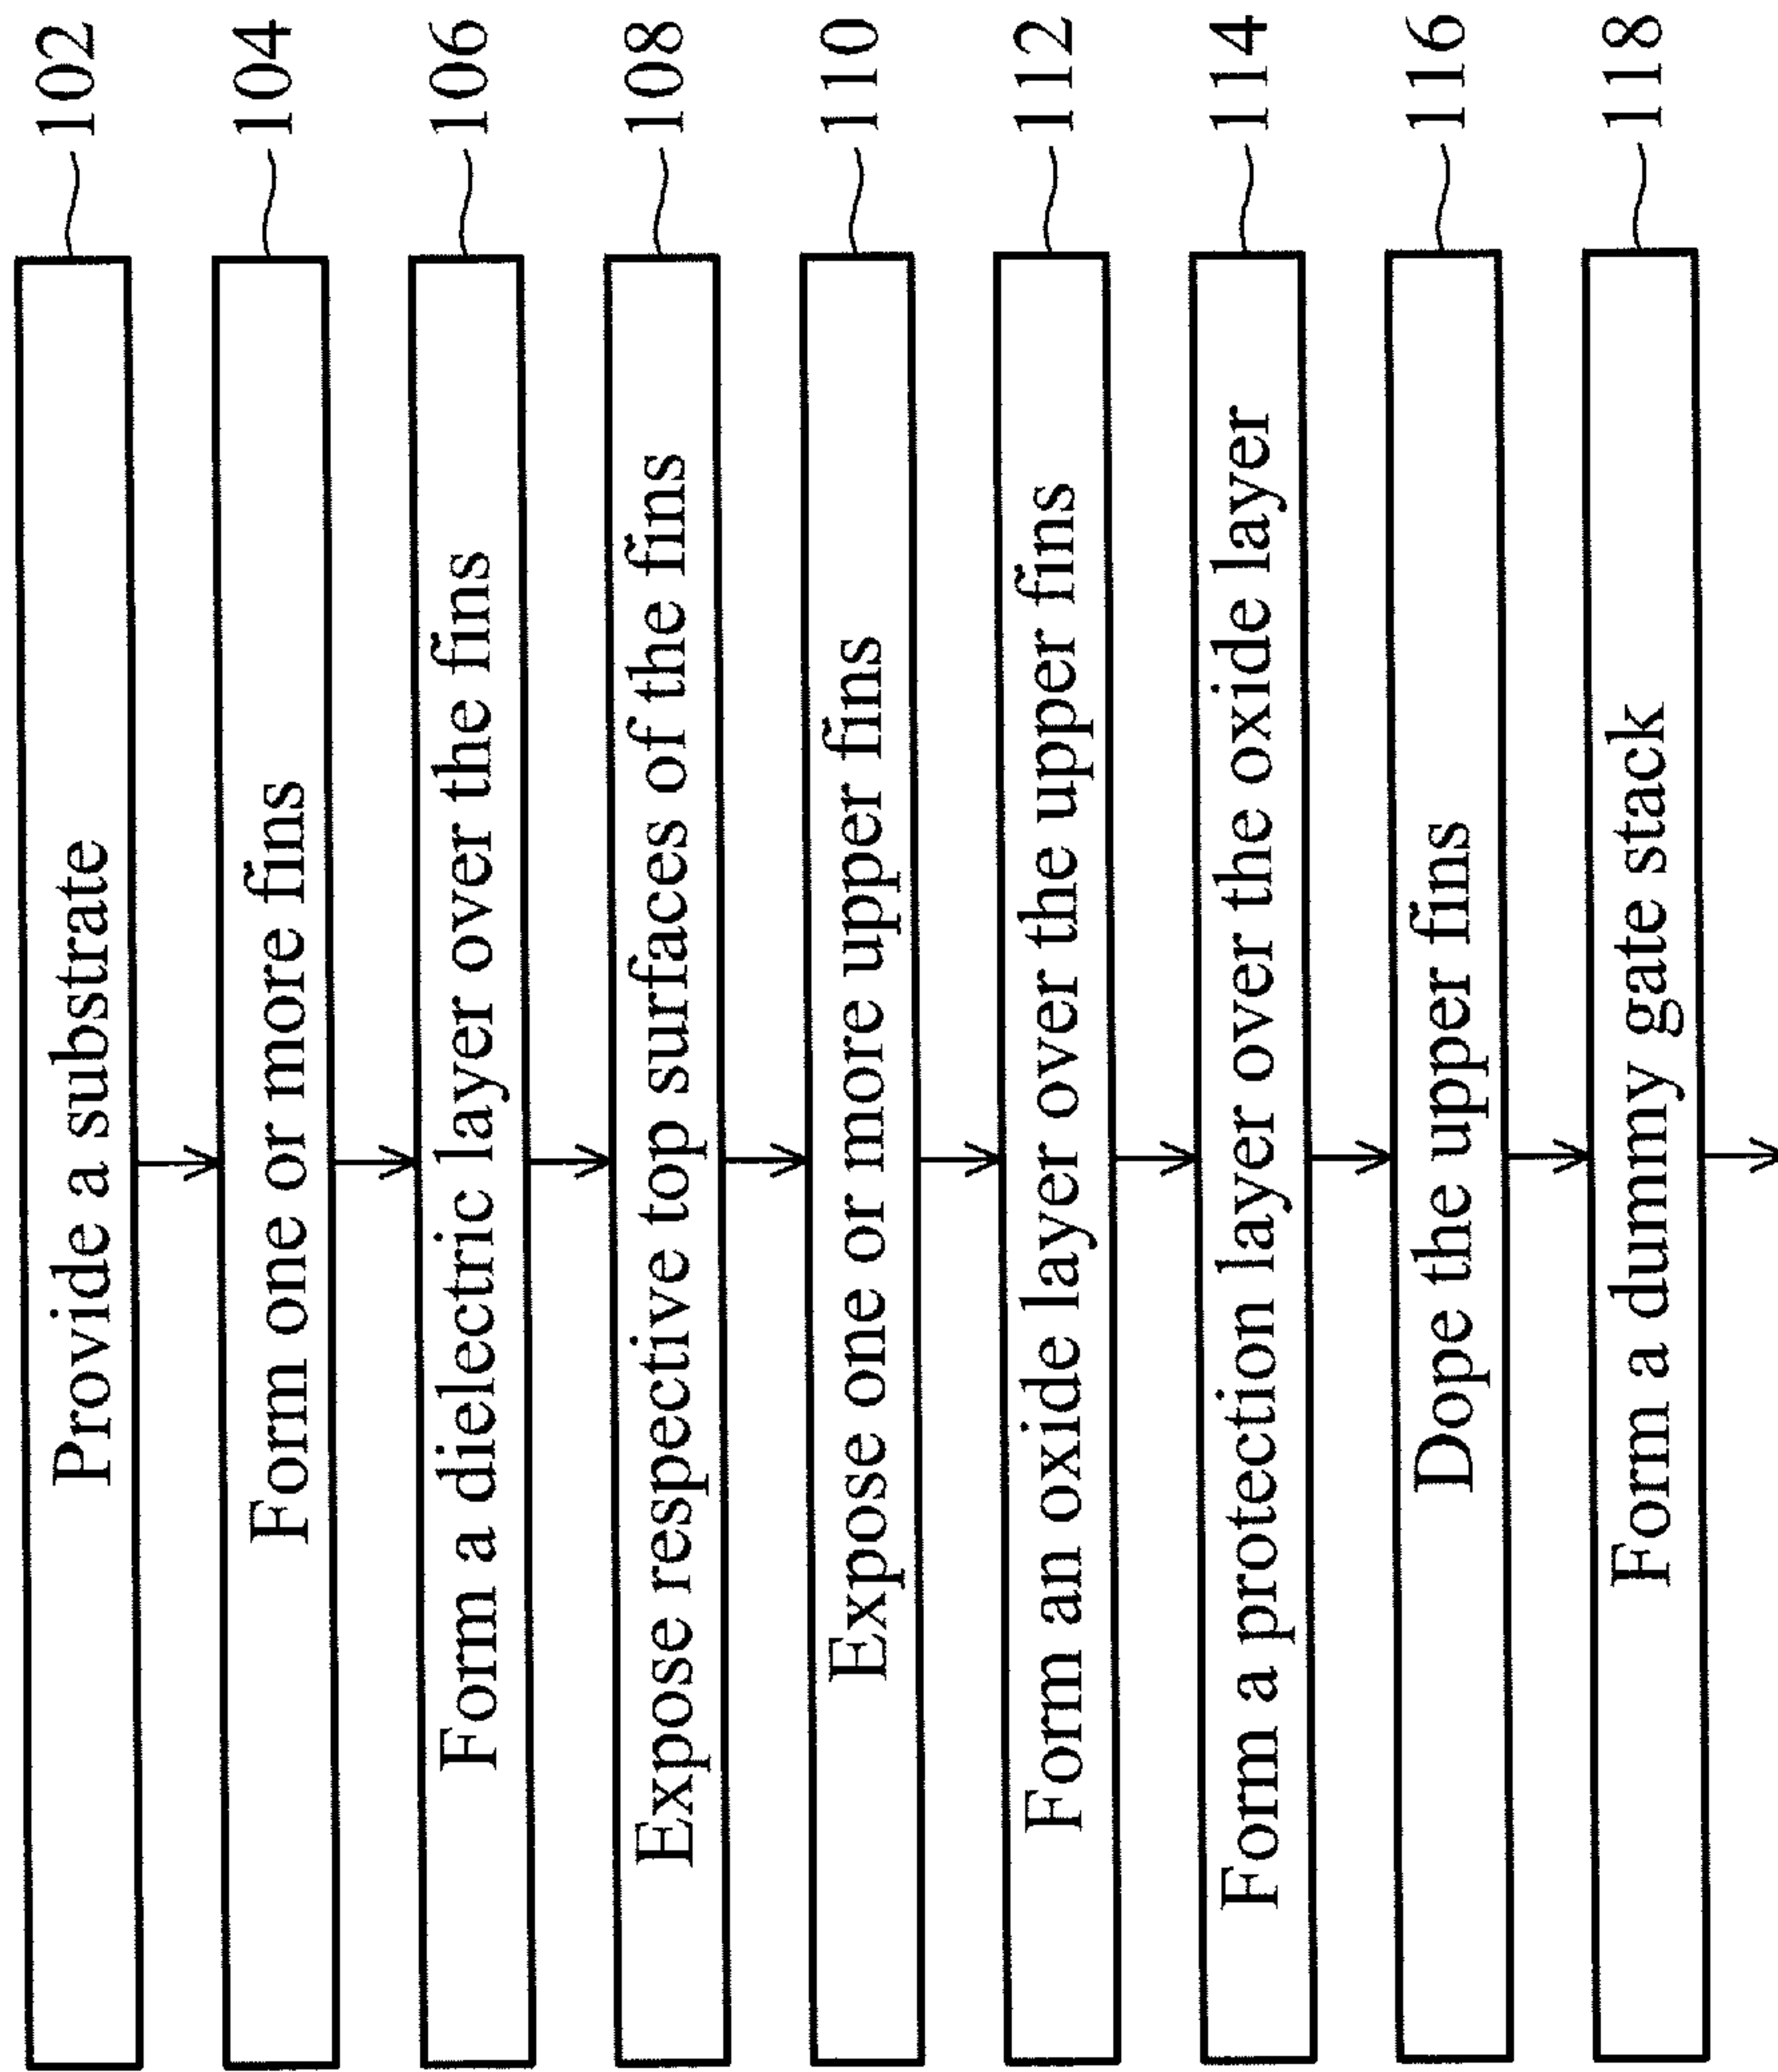 Provide a substrate 102
Form one or more fins 104
Form a dielectric layer over the fins 106
Expose respective top surfaces of the fins 108
Expose one or more upper fins 110
Form an oxide layer over the upper fins 112
Form a protection layer over the oxide layer 114
Dope the upper fins 116
Form a dummy gate stack 118